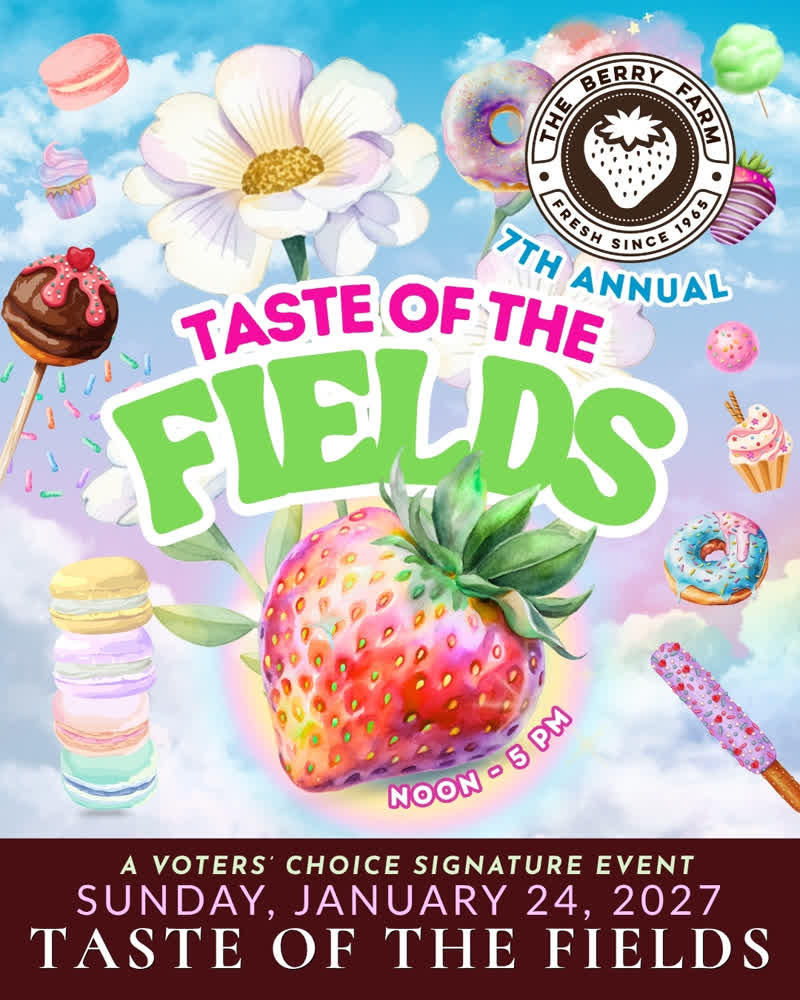 THE BERRY FARM
FRESH SINCE 1965
7TH ANNUAL
TASTE OF THE
FIELDS
NOON - 5 PM
A VOTERS' CHOICE SIGNATURE EVENT
SUNDAY, JANUARY 24, 2027
TASTE OF THE FIELDS